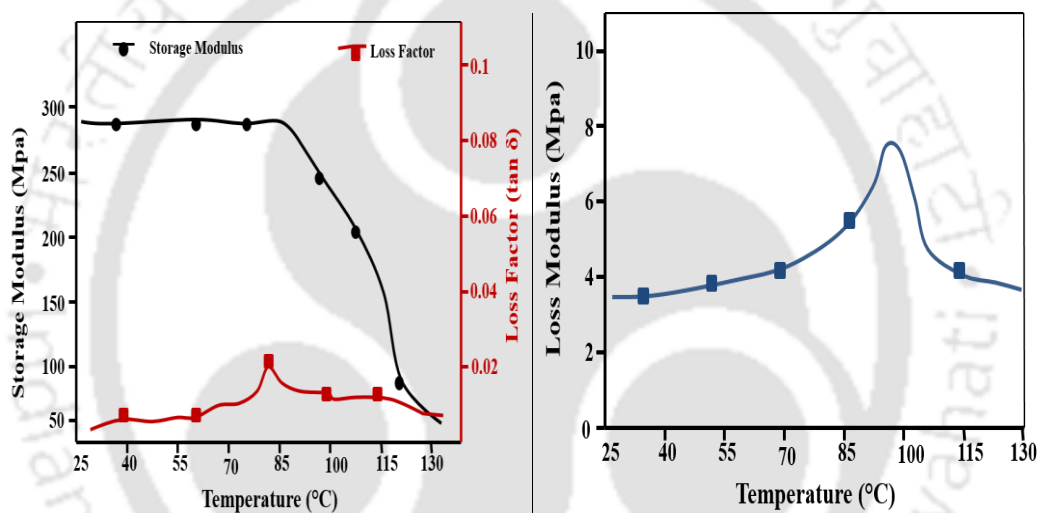 Storage Modulus
Loss Factor
Storage Modulus (Mpa)
300
250
200
150
100
50
0.1
0.08
0.06
0.04
0.02
Loss Factor (tan δ)
25 40 55 70 85 100 115 130
Temperature (°C)
Loss Modulus (Mpa)
10
8
6
4
2
0
25 40 55 70 85 100 115 130
Temperature (°C)